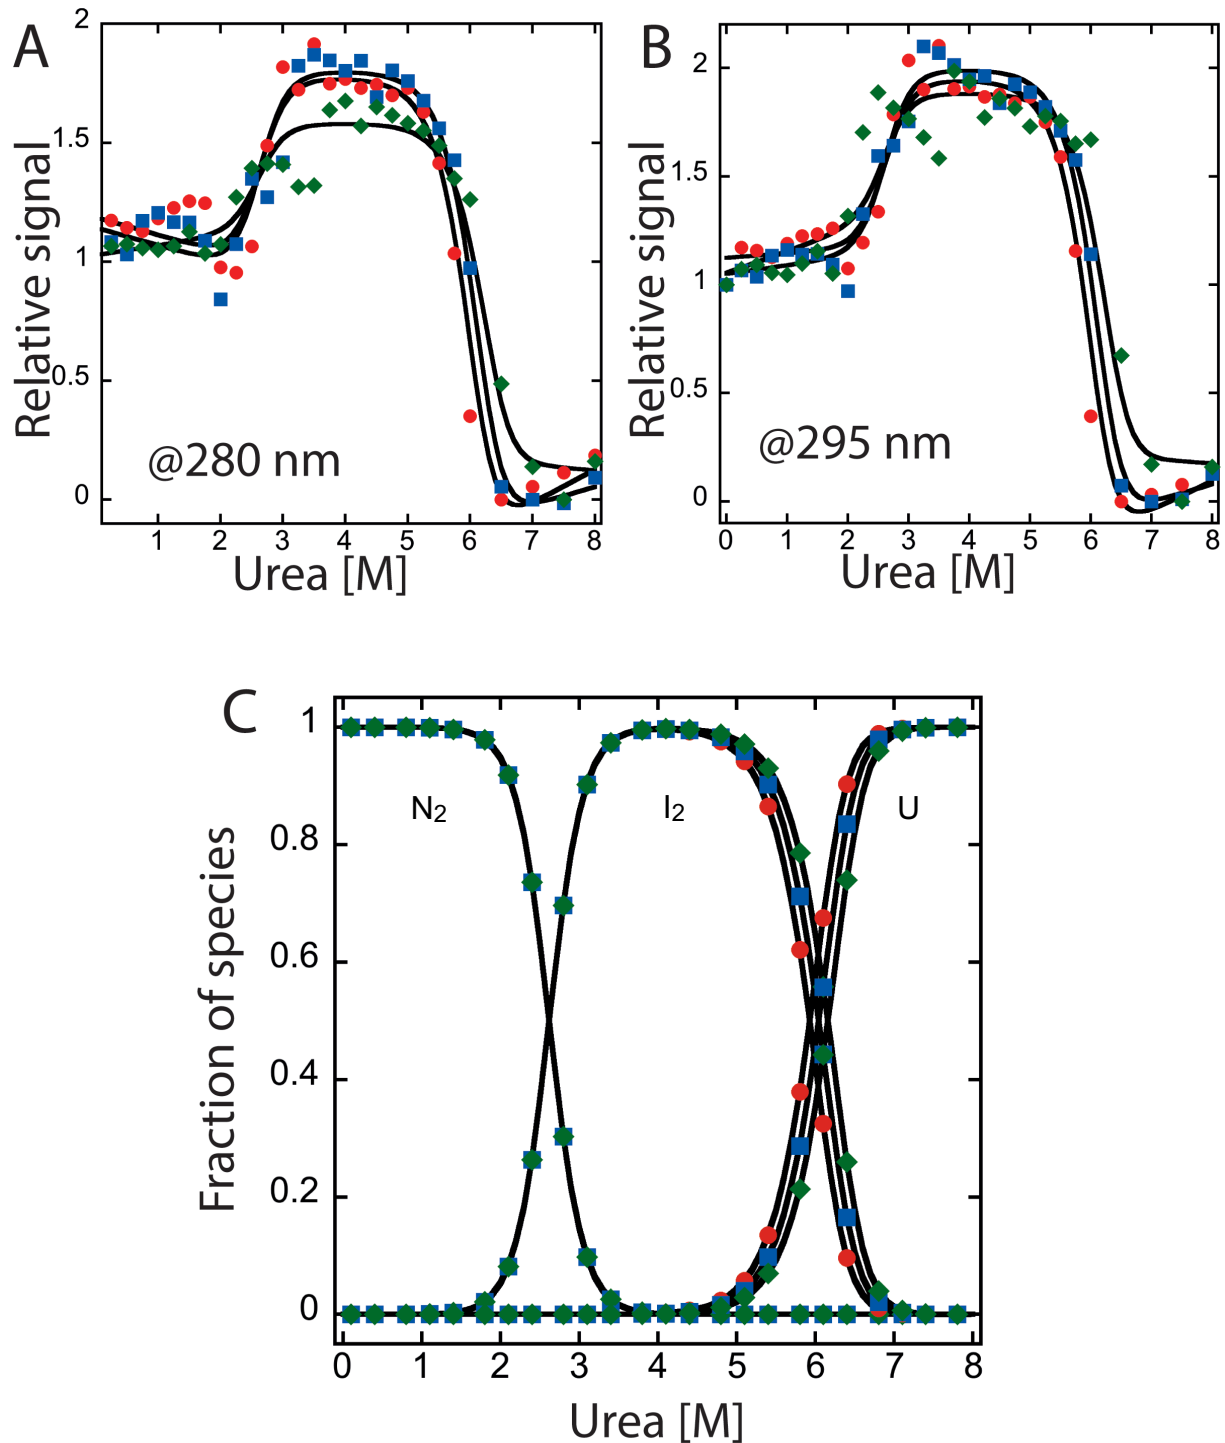 A
B
2
1.5
1
0.5
0
Relative signal
@280 nm
1 2 3 4 5 6 7 8
Urea [M]
2
1.5
1
0.5
0
Relative signal
@295 nm
0 1 2 3 4 5 6 7 8
Urea [M]
C
1
0.8
0.6
0.4
0.2
0
Fraction of species
N2
I2
U
0 1 2 3 4 5 6 7 8
Urea [M]